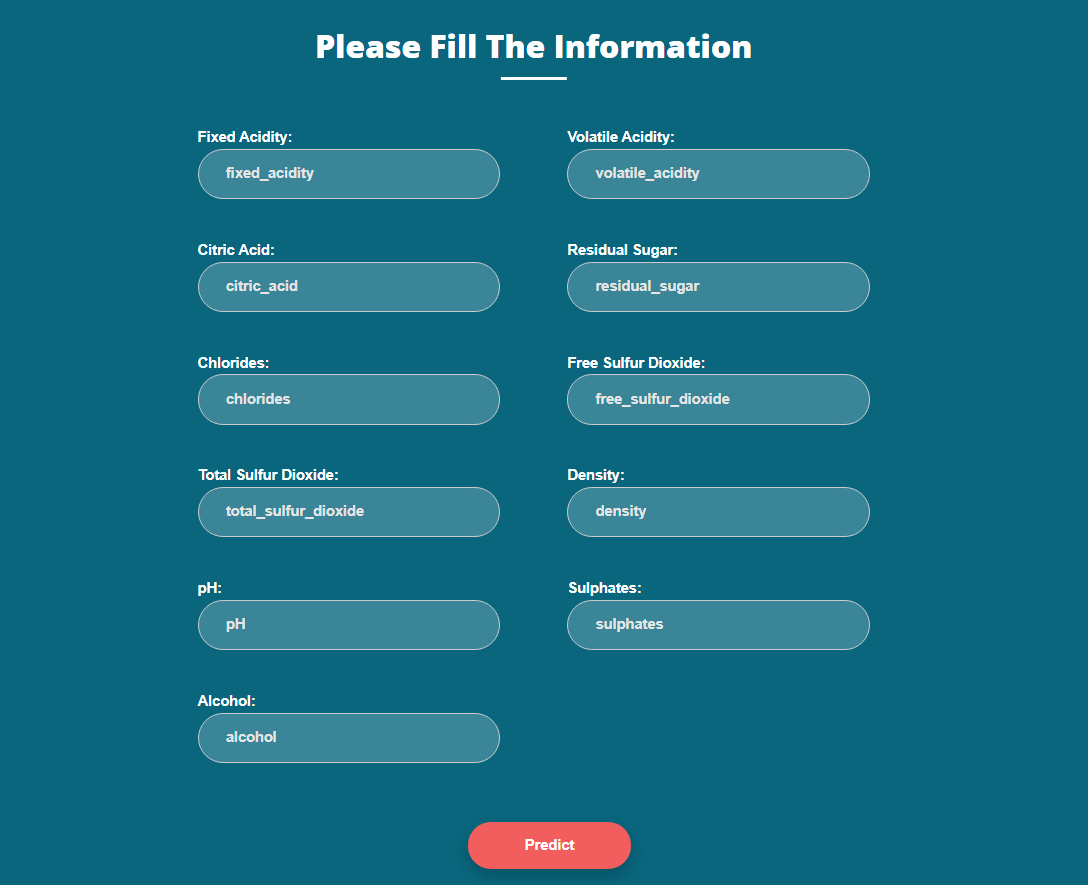 Please Fill The Information
Fixed Acidity:
Volatile Acidity:
fixed_acidity
volatile_acidity
Citric Acid:
Residual Sugar:
citric_acid
residual_sugar
Chlorides:
Free Sulfur Dioxide:
chlorides
free_sulfur_dioxide
Total Sulfur Dioxide:
Density:
total_sulfur_dioxide
density
pH:
Sulphates:
pH
sulphates
Alcohol:
alcohol
Predict